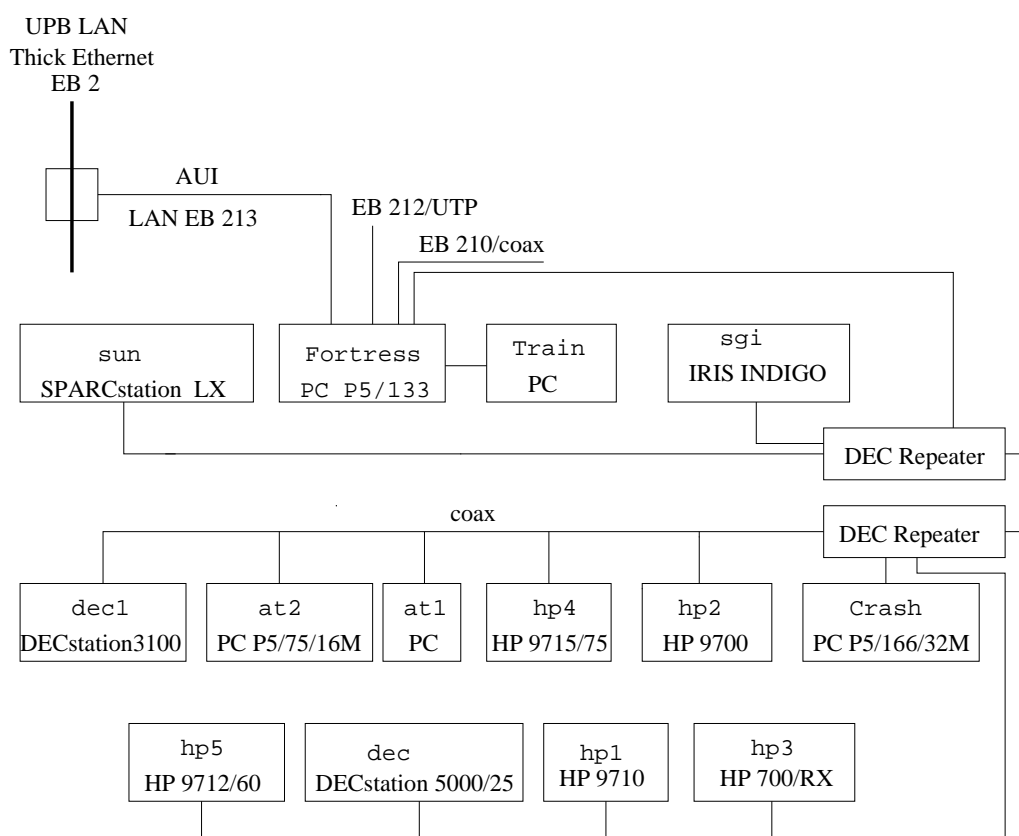 UPB LAN
Thick Ethernet
EB 2
AUI
LAN EB 213
EB 212/UTP
EB 210/coax
sun
SPARCstation LX
Fortress
PC P5/133
Train
PC
sgi
IRIS INDIGO
DEC Repeater
coax
DEC Repeater
dec1
DECstation3100
at2
PC P5/75/16M
at1
PC
hp4
HP 9715/75
hp2
HP 9700
Crash
PC P5/166/32M
hp5
HP 9712/60
dec
DECstation 5000/25
hp1
HP 9710
hp3
HP 700/RX